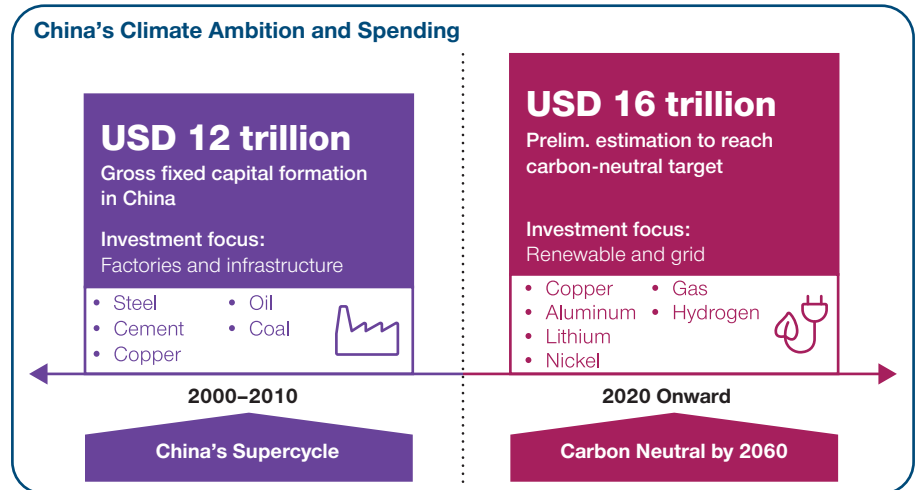 China's Climate Ambition and Spending
USD 12 trillion
Gross fixed capital formation
in China
Investment focus:
Factories and infrastructure
• Steel
• Cement
• Copper
• Oil
• Coal
USD 16 trillion
Prelim. estimation to reach
carbon-neutral target
Investment focus:
Renewable and grid
• Copper
• Aluminum
• Lithium
• Nickel
• Gas
• Hydrogen
2000–2010
2020 Onward
China's Supercycle
Carbon Neutral by 2060